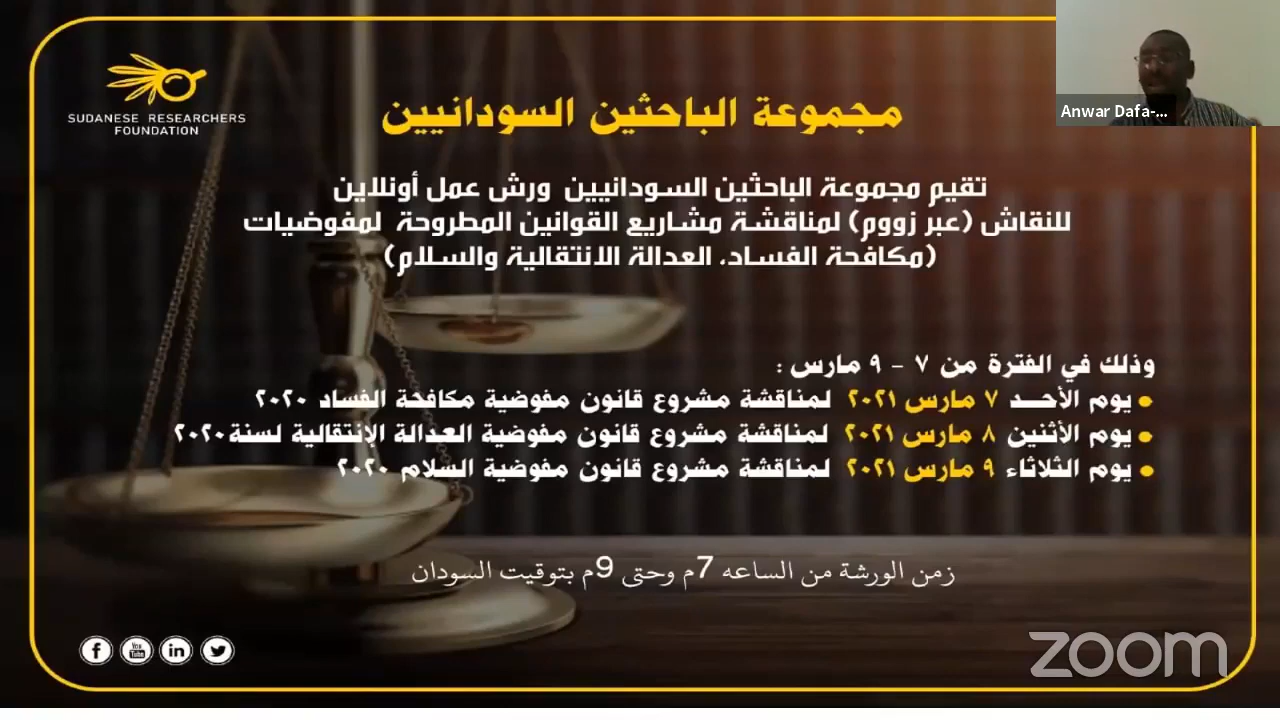 SUDANESE RESEARCHERS
FOUNDATION
Anwar Dafa-...
مجموعة الباحثين السودانيين
تقيم مجموعة الباحثين السودانيين ورش عمل أونلاين
للنقاش (عبر زووم) لمناقشة مشاريع القوانين المطروحة لمفوضيات
(مكافحة الفساد، العدالة الانتقالية والسلام)
وذلك في الفترة من ٧ - ٩ مارس :
• يوم الأحـد ٧ مارس ٢٠٢١ لمناقشة مشروع قانون مفوضية مكافحة الفساد ٢٠٢٠
• يوم الأثنين ٨ مارس ٢٠٢١ لمناقشة مشروع قانون مفوضية العدالة الإنتقالية لسنة٢٠٢٠
• يوم الثلاثاء ٩ مارس ٢٠٢١ لمناقشة مشروع قانون مفوضية السلام ٢٠٢٠
زمن الورشة من الساعه 7م وحتى 9م بتوقيت السودان
You Tube
zoom